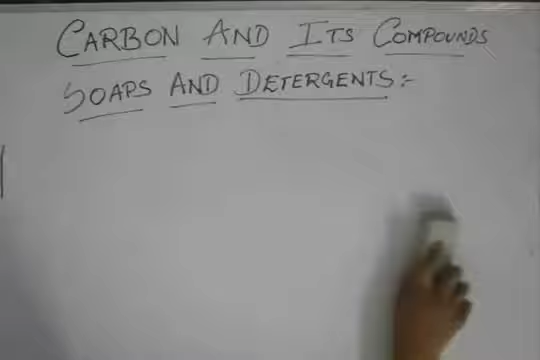 CARBON AND ITS COMPOUNDS
SOAPS AND DETERGENTS:-